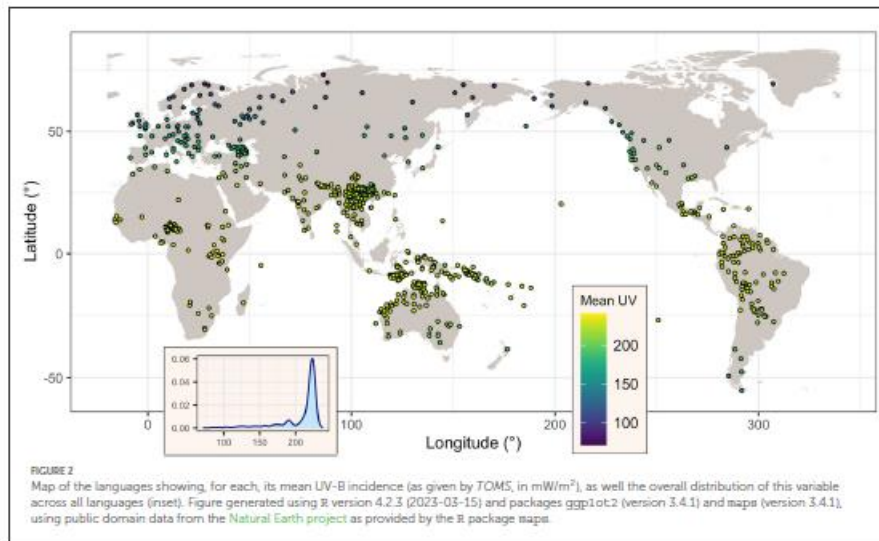 50
0
-50
Latitude (°)
Mean UV
200
150
100
0.06
0.04
0.02
0.00
100 150 200
0 100 200 300
Longitude (°)
FIGURE 2
Map of the languages showing, for each, its mean UV-B incidence (as given by TOMS, in mW/m²), as well the overall distribution of this variable
across all languages (inset). Figure generated using R version 4.2.3 (2023-03-15) and packages ggplot2 (version 3.4.1) and maps (version 3.4.1),
using public domain data from the Natural Earth project as provided by the R package maps.